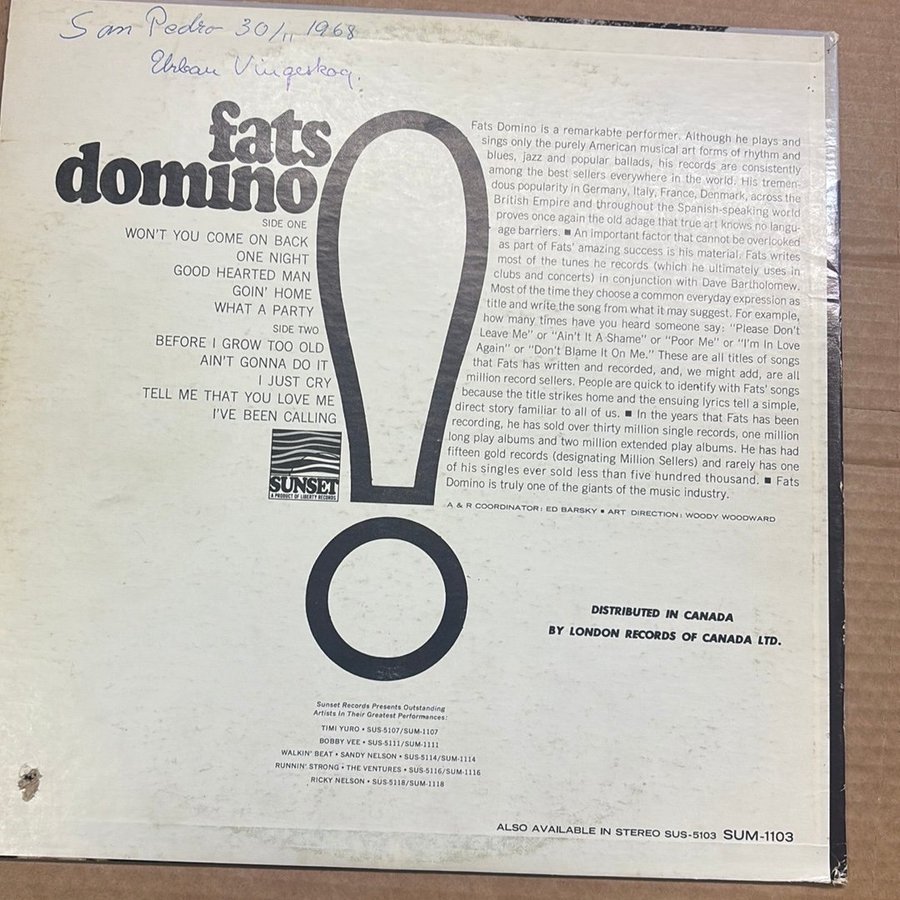 San Pedro 30/11 1968
Urban Vingeskog.
fats
domino
SIDE ONE
WON'T YOU COME ON BACK
ONE NIGHT
GOOD HEARTED MAN
GOIN' HOME
WHAT A PARTY
SIDE TWO
BEFORE I GROW TOO OLD
AIN'T GONNA DO IT
I JUST CRY
TELL ME THAT YOU LOVE ME
I'VE BEEN CALLING
SUNSET
A PRODUCT OF LIBERTY RECORDS
Fats Domino is a remarkable performer. Although he plays and
sings only the purely American musical art forms of rhythm and
blues, jazz and popular ballads, his records are consistently
among the best sellers everywhere in the world. His tremen-
dous popularity in Germany, Italy, France, Denmark, across the
British Empire and throughout the Spanish-speaking world
proves once again the old adage that true art knows no langu-
age barriers. ■ An important factor that cannot be overlooked
as part of Fats' amazing success is his material. Fats writes
most of the tunes he records (which he ultimately uses in
clubs and concerts) in conjunction with Dave Bartholomew.
Most of the time they choose a common everyday expression as
title and write the song from what it may suggest. For example,
how many times have you heard someone say: "Please Don't
Leave Me" or "Ain't It A Shame" or "Poor Me" or "I'm In Love
Again" or "Don't Blame It On Me." These are all titles of songs
that Fats has written and recorded, and, we might add, are all
million record sellers. People are quick to identify with Fats' songs
because the title strikes home and the ensuing lyrics tell a simple,
direct story familiar to all of us. ■ In the years that Fats has been
recording, he has sold over thirty million single records, one million
long play albums and two million extended play albums. He has had
fifteen gold records (designating Million Sellers) and rarely has one
of his singles ever sold less than five hundred thousand. ■ Fats
Domino is truly one of the giants of the music industry.
A & R COORDINATOR: ED BARSKY ■ ART DIRECTION: WOODY WOODWARD
DISTRIBUTED IN CANADA
BY LONDON RECORDS OF CANADA LTD.
Sunset Records Presents Outstanding
Artists In Their Greatest Performances:
TIMI YURO • SUS-5107/SUM-1107
BOBBY VEE • SUS-5111/SUM-1111
WALKIN' BEAT • SANDY NELSON • SUS-5114/SUM-1114
RUNNIN' STRONG • THE VENTURES • SUS-5116/SUM-1116
RICKY NELSON • SUS-5118/SUM-1118
ALSO AVAILABLE IN STEREO SUS-5103 SUM-1103